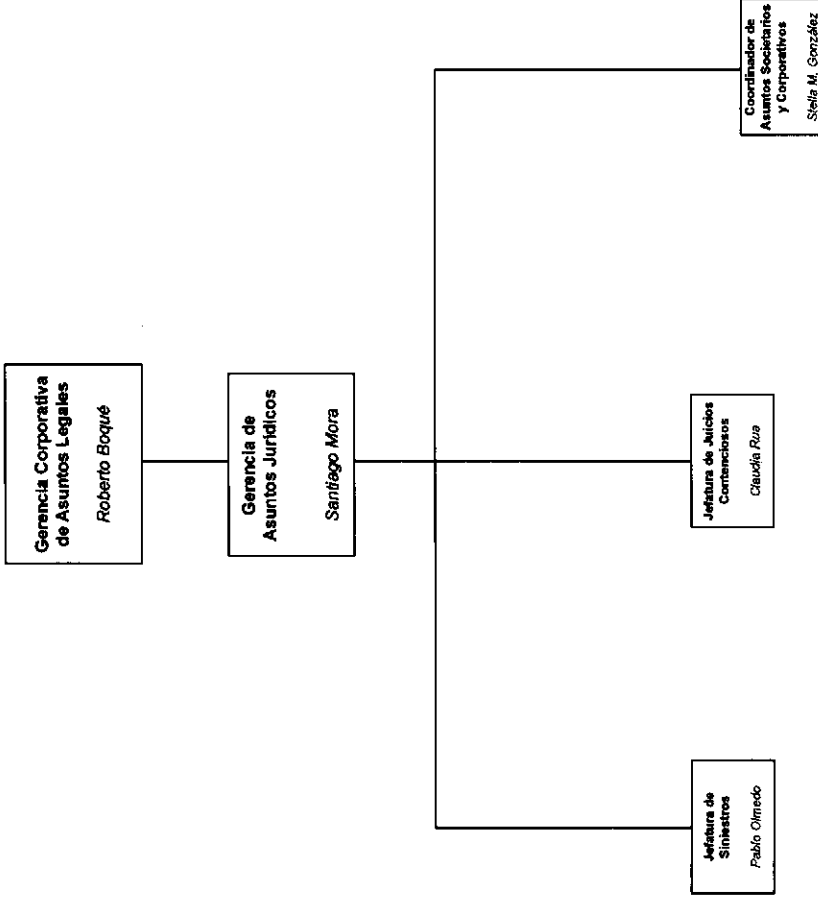 Gerencia Corporativa
de Asuntos Legales
Roberto Boqué
Gerencia de
Asuntos Jurídicos
Santiago Mora
Jefatura de
Siniestros
Pablo Olmedo
Jefatura de Juicios
Contenciosos
Claudia Rua
Coordinador de
Asuntos Societarios
y Corporativos
Stella M. González